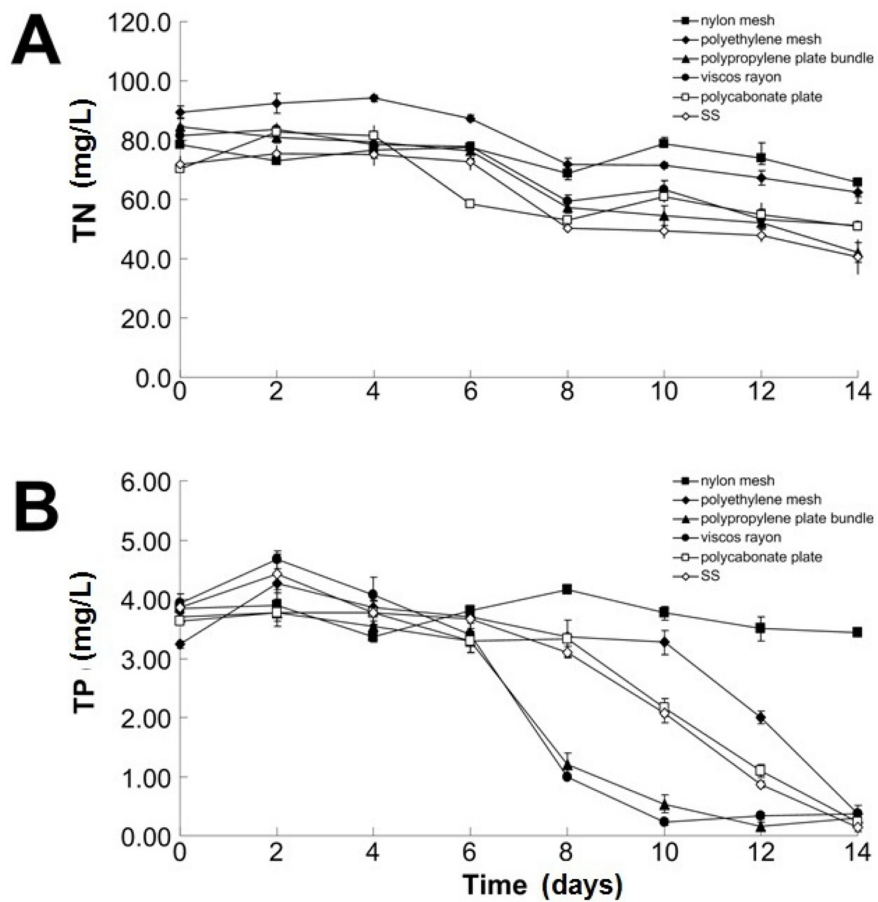 A
TN (mg/L)
120.0
100.0
80.0
60.0
40.0
20.0
0.0
0 2 4 6 8 10 12 14
nylon mesh
polyethylene mesh
polypropylene plate bundle
viscos rayon
polycabonate plate
SS
B
TP (mg/L)
6.00
5.00
4.00
3.00
2.00
1.00
0.00
0 2 4 6 8 10 12 14
Time (days)
nylon mesh
polyethylene mesh
polypropylene plate bundle
viscos rayon
polycabonate plate
SS